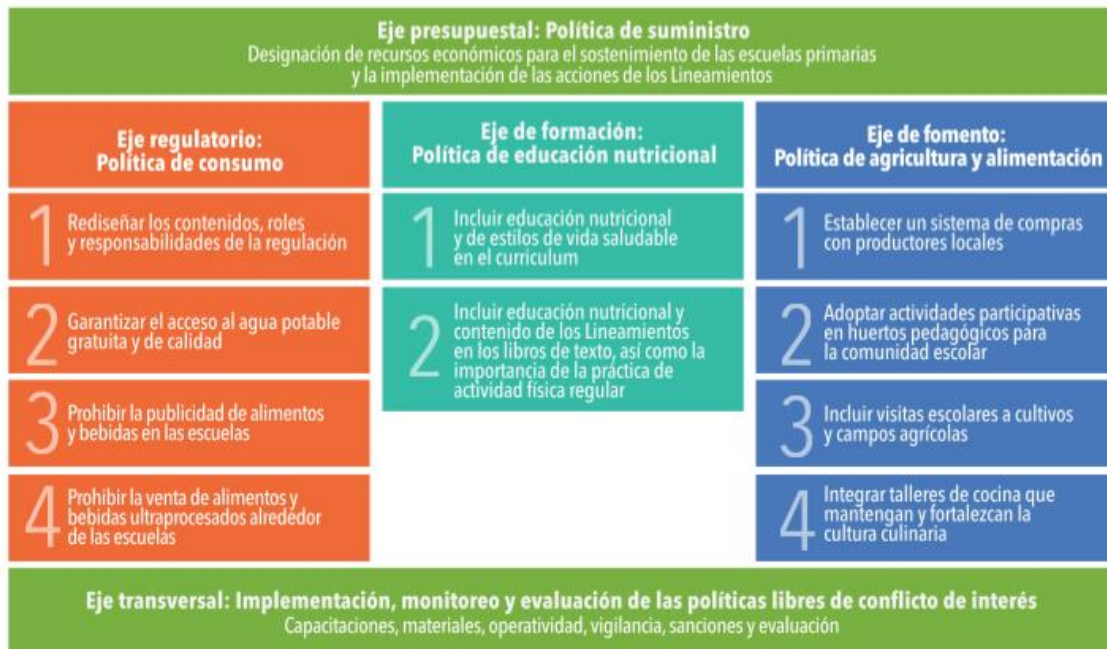 Eje presupuestal: Política de suministro
Designación de recursos económicos para el sostenimiento de las escuelas primarias
y la implementación de las acciones de los Lineamientos
Eje regulatorio:
Política de consumo
1 Rediseñar los contenidos, roles
y responsabilidades de la regulación
2 Garantizar el acceso al agua potable
gratuita y de calidad
3 Prohibir la publicidad de alimentos
y bebidas en las escuelas
4 Prohibir la venta de alimentos y
bebidas ultraprocesados alrededor
de las escuelas
Eje de formación:
Política de educación nutricional
1 Incluir educación nutricional
y de estilos de vida saludable
en el curriculum
2 Incluir educación nutricional y
contenido de los Lineamientos
en los libros de texto, así como la
importancia de la práctica de
actividad física regular
Eje de fomento:
Política de agricultura y alimentación
1 Establecer un sistema de compras
con productores locales
2 Adoptar actividades participativas
en huertos pedagógicos para
la comunidad escolar
3 Incluir visitas escolares a cultivos
y campos agrícolas
4 Integrar talleres de cocina que
mantengan y fortalezcan la
cultura culinaria
Eje transversal: Implementación, monitoreo y evaluación de las políticas libres de conflicto de interés
Capacitaciones, materiales, operatividad, vigilancia, sanciones y evaluación